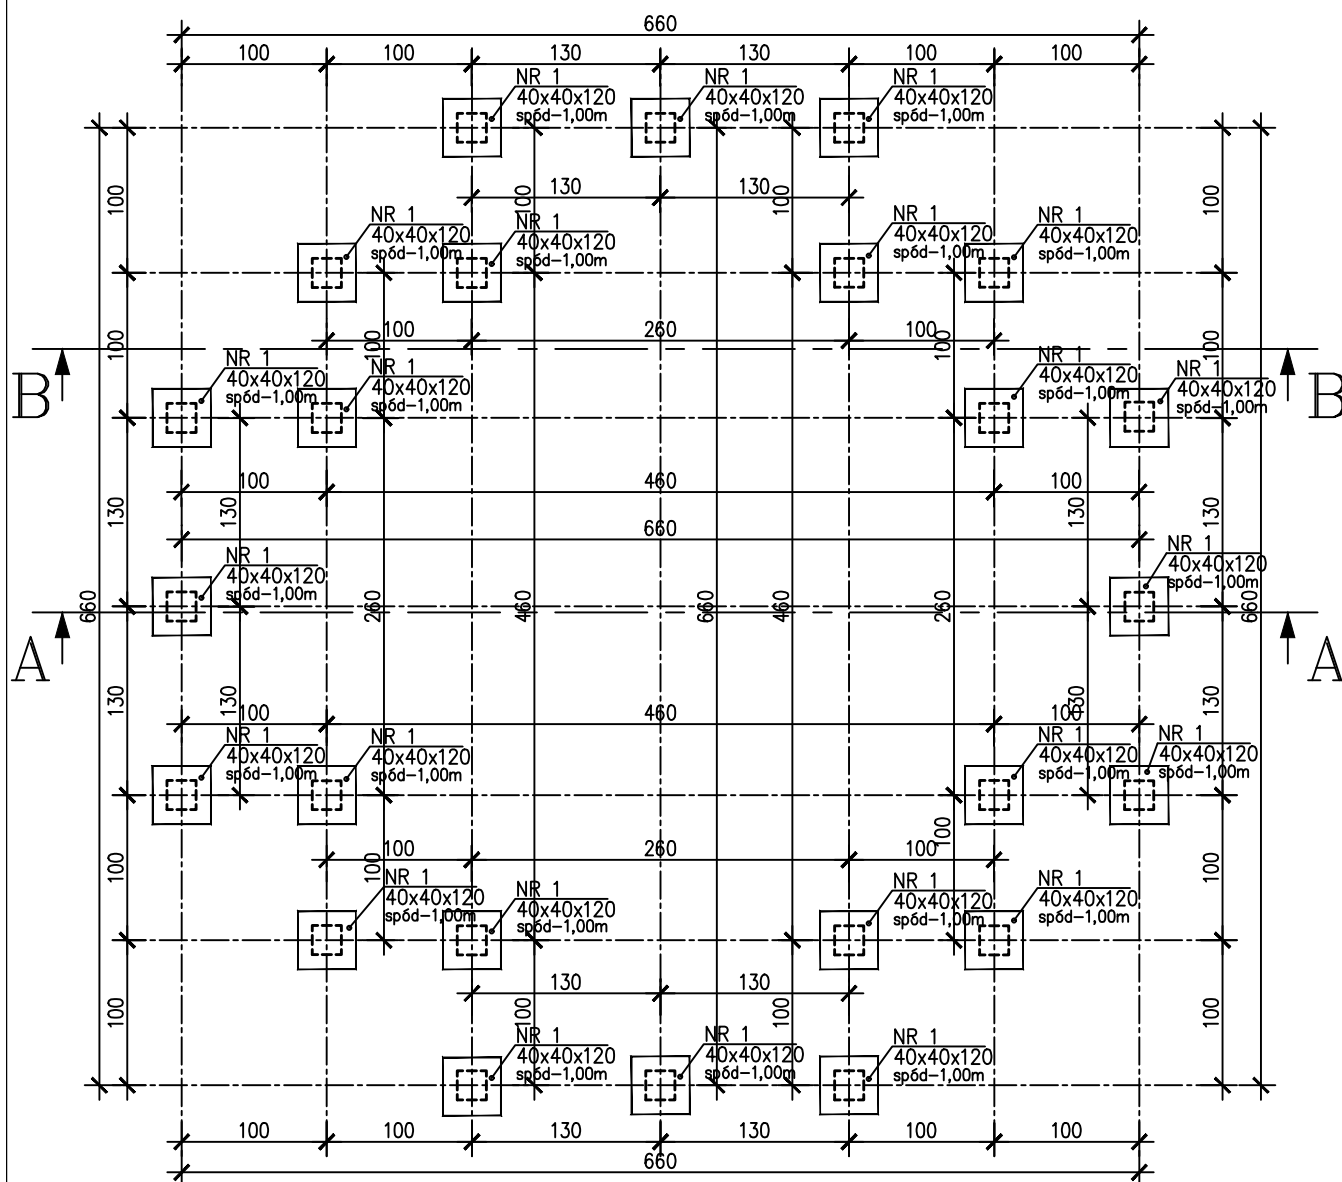 660
100 100 130 130 100 100
NR 1 NR 1 NR 1
40x40x120 40x40x120 40x40x120
spód-1,00m spód-1,00m spód-1,00m
130 130
100 100 100 100
NR 1 NR 1 NR 1 NR 1
40x40x120 40x40x120 40x40x120 40x40x120
spód-1,00m spód-1,00m spód-1,00m spód-1,00m
100 260 100
100 100 100 100
B B
NR 1 NR 1 NR 1 NR 1
40x40x120 40x40x120 40x40x120 40x40x120
spód-1,00m spód-1,00m spód-1,00m spód-1,00m
100 460 100
130 130 130 130
660
NR 1 NR 1
40x40x120 40x40x120
spód-1,00m spód-1,00m
660 260 460 660 460 260 660
A A
130 130 130 130
100 460 100
NR 1 NR 1 NR 1 NR 1
40x40x120 40x40x120 40x40x120 40x40x120
spód-1,00m spód-1,00m spód-1,00m spód-1,00m
100 260 100
100 100 100 100
NR 1 NR 1 NR 1 NR 1
40x40x120 40x40x120 40x40x120 40x40x120
spód-1,00m spód-1,00m spód-1,00m spód-1,00m
130 130
100 100 100 100
NR 1 NR 1 NR 1
40x40x120 40x40x120 40x40x120
spód-1,00m spód-1,00m spód-1,00m
100 100 130 130 100 100
660